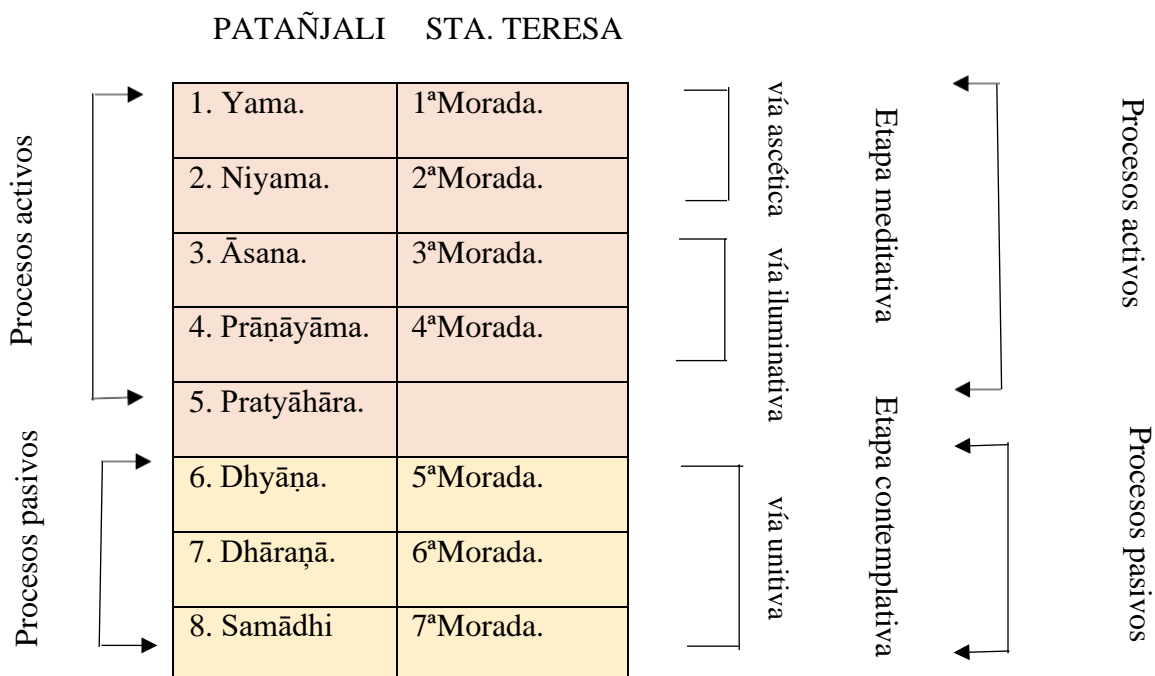 PATAÑJALI STA. TERESA
1. Yama. 1ªMorada.
2. Niyama. 2ªMorada.
3. Āsana. 3ªMorada.
4. Prāṇāyāma. 4ªMorada.
5. Pratyāhāra.
6. Dhyāṇa. 5ªMorada.
7. Dhāraṇā. 6ªMorada.
8. Samādhi 7ªMorada.
Procesos activos
Procesos pasivos
vía ascética
vía iluminativa
vía unitiva
Etapa meditativa
Etapa contemplativa
Procesos activos
Procesos pasivos